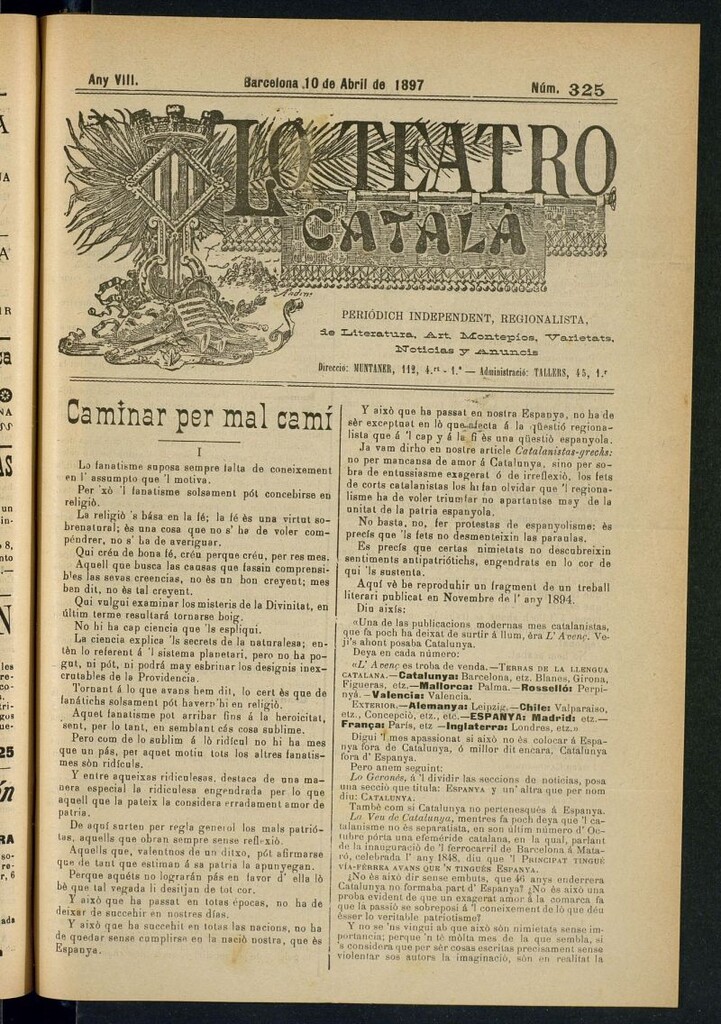 Any VIII.
Barcelona 10 de Abril de 1897
Núm. 325
LO TEATRO
CATALÀ
PERIÓDICH INDEPENDENT, REGIONALISTA,
de Literatura, Art, Montepíos, Varietats,
Noticias y Anuncis
Direcció: MUNTANER, 112, 4.rt - 1.ª — Administració: TALLERS, 45, 1.r
Caminar per mal camí
I
Lo fanatisme suposa sempre falta de coneixement
en l' assumpto que 'l motiva.
Per 'xò 'l fanatisme solsament pót concebirse en
religió.
La religió 's bása en la fé; la fé és una virtut so-
brenatural; és una cosa que no s' ha de voler com-
péndrer, no s' ha de averiguar.
Qui créu de bona fé, créu perque créu, per res mes.
Aquell que busca las causas que fassin comprensi-
bles las sevas creencias, no és un bon creyent; mes
ben dit, no és tal creyent.
Qui vulgui examinar los misteris de la Divinitat, en
últim terme resultará tornarse boig.
No hi ha cap ciencia que 'ls espliqui.
La ciencia esplica 'ls secrets de la naturalesa; en-
tén lo referent á 'l sistema planetari, pero no ha po-
gut, ni pót, ni podrá may esbrinar los designis inex-
crutables de la Providencia.
Tornant á lo que avans hem dit, lo cert és que de
fanátichs solsament pót havern'hi en religió.
Aquet fanatisme pot arribar fins á la heroicitat,
sent, per lo tant, en semblant cás cosa sublime.
Pero com de lo sublim á lo ridícul no hi ha mes
que un pás, per aquet motiu tots los altres fanatis-
mes són ridículs.
Y entre aqueixas ridiculesas, destaca de una ma-
nera especial la ridiculesa engendrada per lo que
aquell que la pateix la considera erradament amor de
patria.
De aquí surten per regla general los mals patrió-
tas, aquells que obran sempre sense reflexió.
Aquells que, valentnos de un ditxo, pót afirmarse
que de tant que estiman á sa patria la apunyegan.
Perque aquéts no lograrán pás en favor d' ella lò
bè que tal vegada li desitjan de tot cor.
Y aixó que ha passat en totas épocas, no ha de
deixar de succehir en nostres días.
Y aixó que ha succehit en totas las nacions, no ha
de quedar sense cumplirse en la nació nostra, que és
Espanya.
Y aixó que ha passat en nostra Espanya, no ha de
sèr exceptuat en lò que afecta á la qüestió regiona-
lista que á 'l cap y á la fi és una qüestió espanyola.
Ja vam dirho en nostre article Catalanistas-grechs:
no per mancansa de amor á Catalunya, sino per so-
bra de entussiasme exagerat ó de irreflexió, los fets
de corts catalanistas los hi fan olvidar que 'l regiona-
lisme ha de voler triumfar no apartantse may de la
unitat de la patria espanyola.
No basta, no, fer protestas de espanyolisme: és
precis que 'ls fets no desmenteixin las paraulas.
Es precis que certas nimietats no descubreixin
sentiments antipatriótichs, engendrats en lo cor de
qui 'ls sustenta.
Aquí vè be reproduhir un fragment de un treball
literari publicat en Novembre de l' any 1894.
Diu aixís:
«Una de las publicacions modernas mes catalanistas,
que fa poch ha deixat de surtir á llum, èra L' Avenç. Ve-
ji's ahont posaba Catalunya.
Deya en cada número:
«L' Avenç es troba de venda.—TERRAS DE LA LLENGUA
CATALANA.—Catalunya: Barcelona, etz. Blanes, Girona,
Figueras, etz.—Mallorca: Palma.—Rosselló: Perpi-
nyá.—Valencia: Valencia.
EXTERIOR.—Alemanya: Leipzig.—Chile: Valparaiso,
etz., Concepció, etz., etc.—ESPANYA: Madrid: etz.—
França: París, etz —Inglaterra: Londres, etz.»
Digui 'l mes apassionat si aixó no és colocar á Espa-
nya fora de Catalunya, ó millor dit encara, Catalunya
fora d' Espanya.
Pero anem seguint:
Lo Geronés, á 'l dividir las seccions de noticias, posa
una secció que titula: ESPANYA y un' altra que per nom
diu: CATALUNYA.
També com si Catalunya no pertenesqués á Espanya.
La Veu de Catalunya, mentres fa poch deya que 'l ca-
talanisme no és separatista, en son últim número d' Oc-
tubre pórta una efeméride catalana, en la qual, parlant
de la inauguració de 'l ferrocarril de Barcelona á Mata-
ró, celebrada l' any 1848, diu que 'l PRINCIPAT TINGUÉ
VÍA-FÉRREA AVANS QUE 'N TINGUÉS ESPANYA.
¿No és aixó dir sense embuts, que 46 anys enderrera
Catalunya no formaba part d' Espanya? ¿No és aixó una
proba evident de que un exagerat amor á la comarca fa
que la passió se sobreposi á 'l coneixement de lò que déu
ésser lo veritable patriotisme?
Y no se 'ns vingui ab que aixó són nimietats sense im-
portancia; perque 'n té mòlta mes de la que sembla, si
's considera que per sèr cosas escritas precisament sense
violentar sos autors la imaginació, són en realitat la